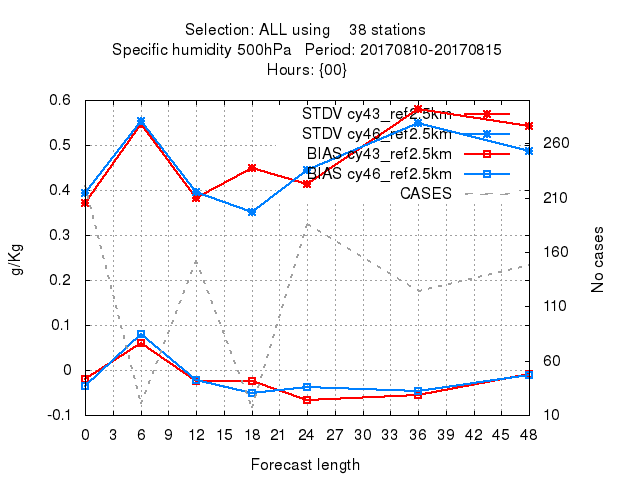 Selection: ALL using 38 stations
Specific humidity 500hPa Period: 20170810-20170815
Hours: {00}
STDV cy43_ref2.5km
STDV cy46_ref2.5km
BIAS cy43_ref2.5km
BIAS cy46_ref2.5km
CASES
0.6
0.5
0.4
0.3
0.2
0.1
0
-0.1
g/Kg
260
210
160
110
60
10
No cases
0 3 6 9 12 15 18 21 24 27 30 33 36 39 42 45 48
Forecast length